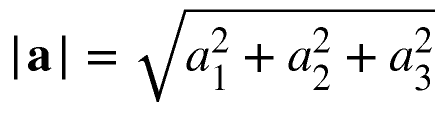 |𝐚| = √(a₁² + a₂² + a₃²)